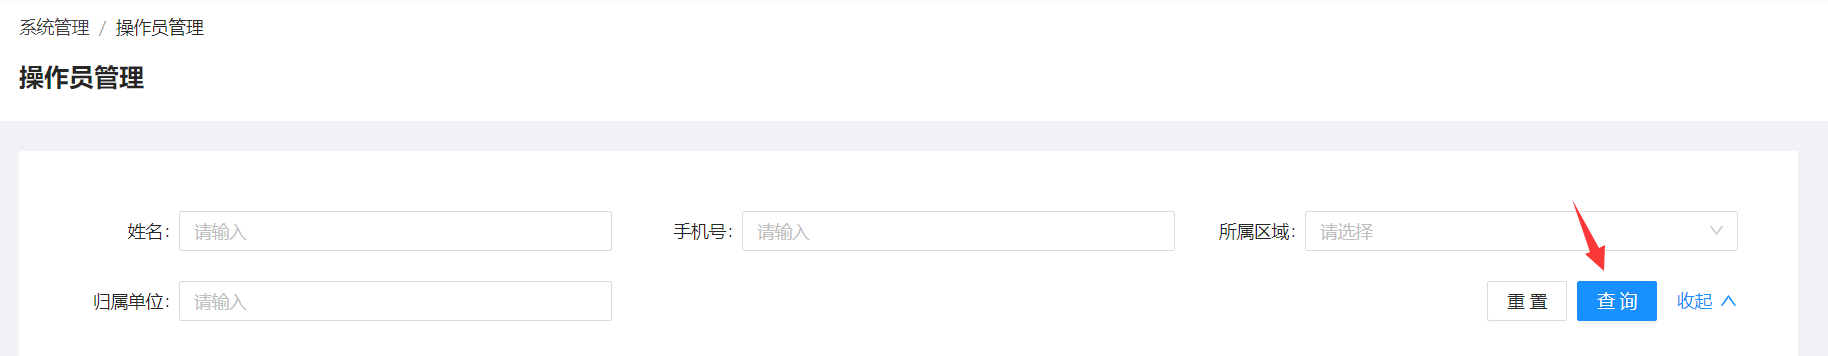 系统管理 / 操作员管理
操作员管理
姓名: 请输入 手机号: 请输入 所属区域: 请选择
归属单位: 请输入 重置 查询 收起